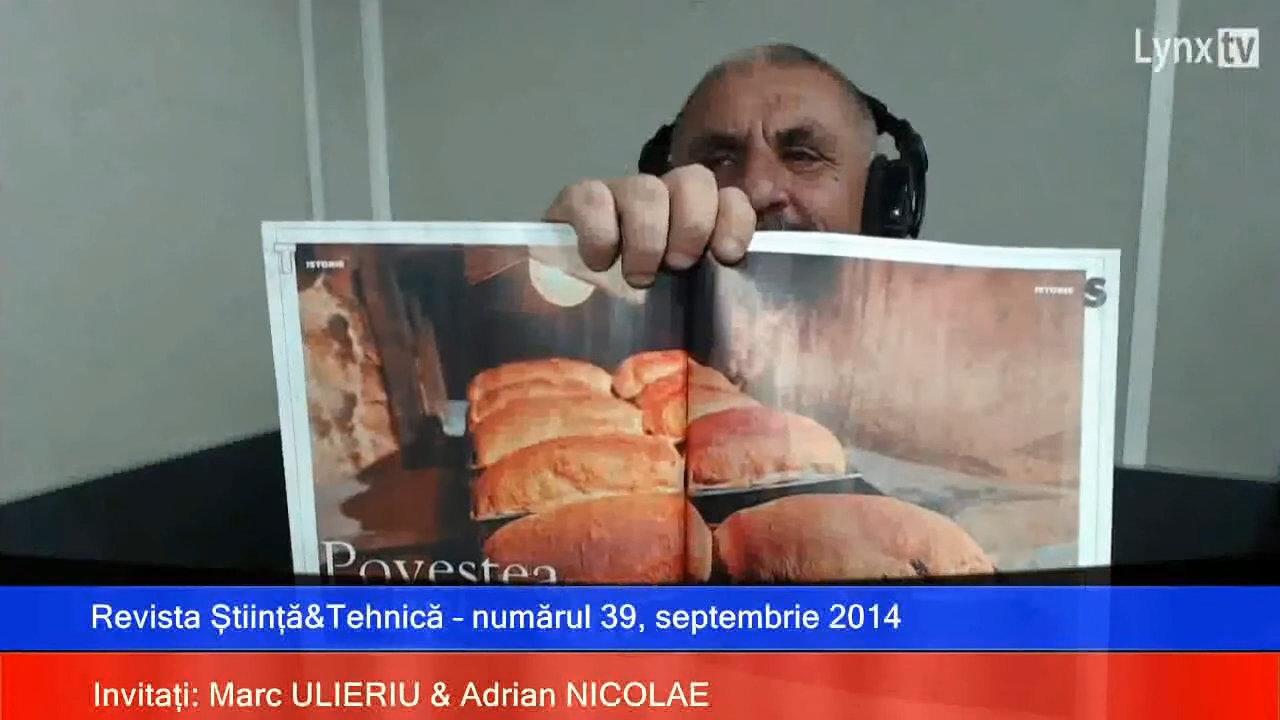 Lynx tv
T
ISTORIE
ISTORIE
S
Povestea
Revista Știință&Tehnică - numărul 39, septembrie 2014
Invitați: Marc ULIERIU & Adrian NICOLAE